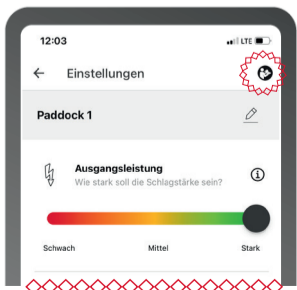 12:03
LTE
Einstellungen
Paddock 1
Ausgangsleistung
Wie stark soll die Schlagstärke sein?
Schwach Mittel Stark